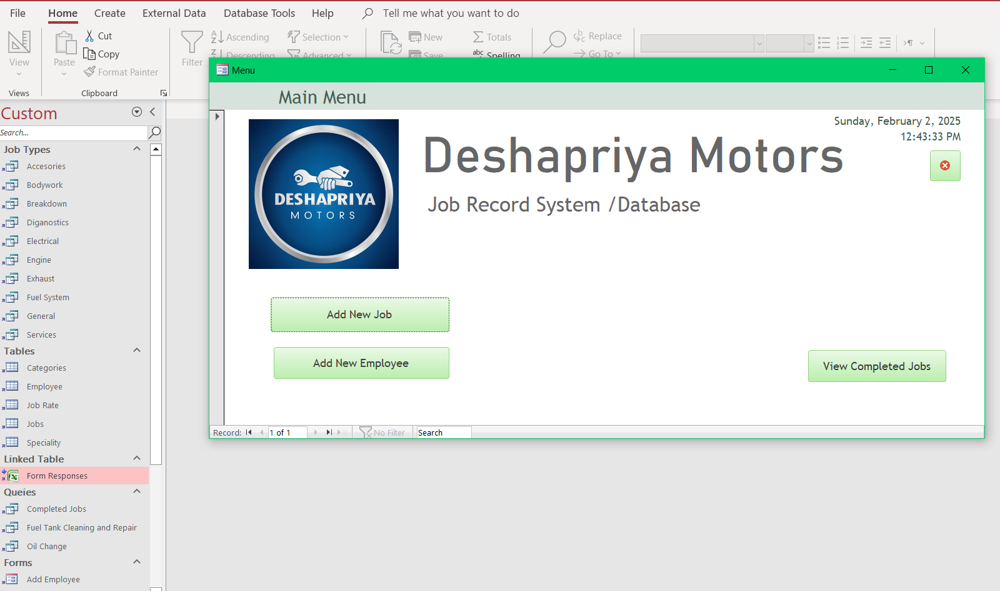 File Home Create External Data Database Tools Help Tell me what you want to do
View
Views
Paste
Cut
Copy
Format Painter
Clipboard
Filter
Ascending
Descending
Selection
Advanced
New
Save
Totals
Spelling
Replace
Go To
Custom
Search...
Job Types
Accesories
Bodywork
Breakdown
Diganostics
Electrical
Engine
Exhaust
Fuel System
General
Services
Tables
Categories
Employee
Job Rate
Jobs
Speciality
Linked Table
Form Responses
Queies
Completed Jobs
Fuel Tank Cleaning and Repair
Oil Change
Forms
Add Employee
Menu
Main Menu
Sunday, February 2, 2025
12:43:33 PM
DESHAPRIYA
MOTORS
Deshapriya Motors
Job Record System /Database
Add New Job
Add New Employee
View Completed Jobs
Record: 1 of 1 No Filter Search